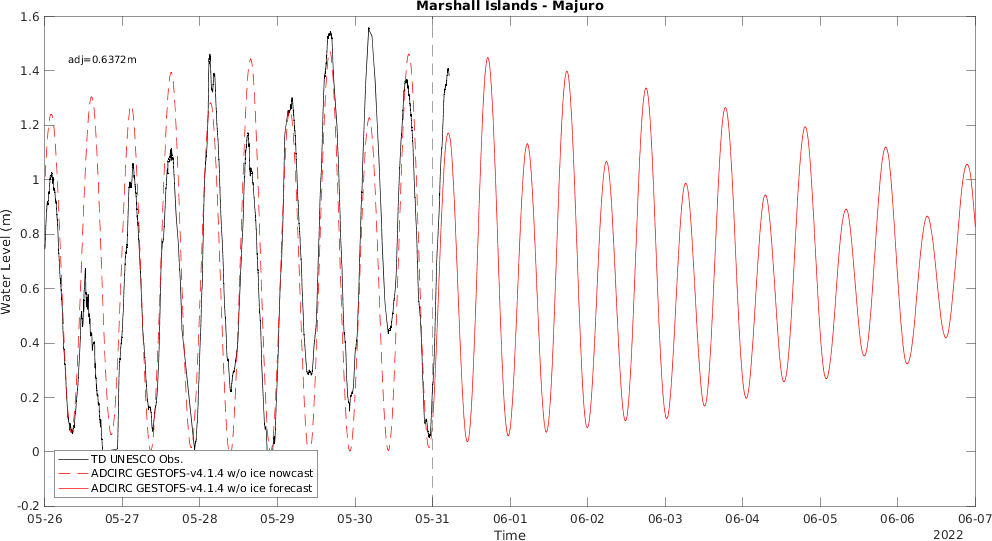 Marshall Islands - Majuro
1.6
1.4
1.2
1
0.8
0.6
0.4
0.2
0
-0.2
Water Level (m)
adj=0.6372m
TD UNESCO Obs.
ADCIRC GESTOFS-v4.1.4 w/o ice nowcast
ADCIRC GESTOFS-v4.1.4 w/o ice forecast
05-26 05-27 05-28 05-29 05-30 05-31 06-01 06-02 06-03 06-04 06-05 06-06 06-07
Time
2022